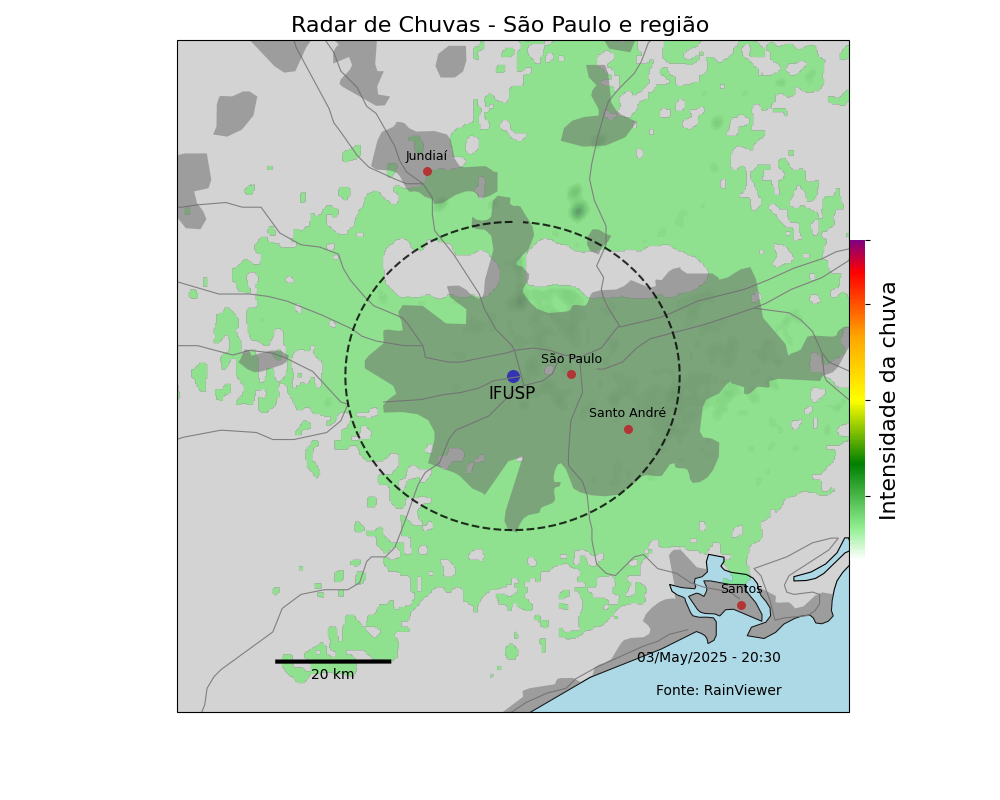 Radar de Chuvas - São Paulo e região
Jundiaí
São Paulo
IFUSP
Santo André
Santos
03/May/2025 - 20:30
20 km
Fonte: RainViewer
Intensidade da chuva